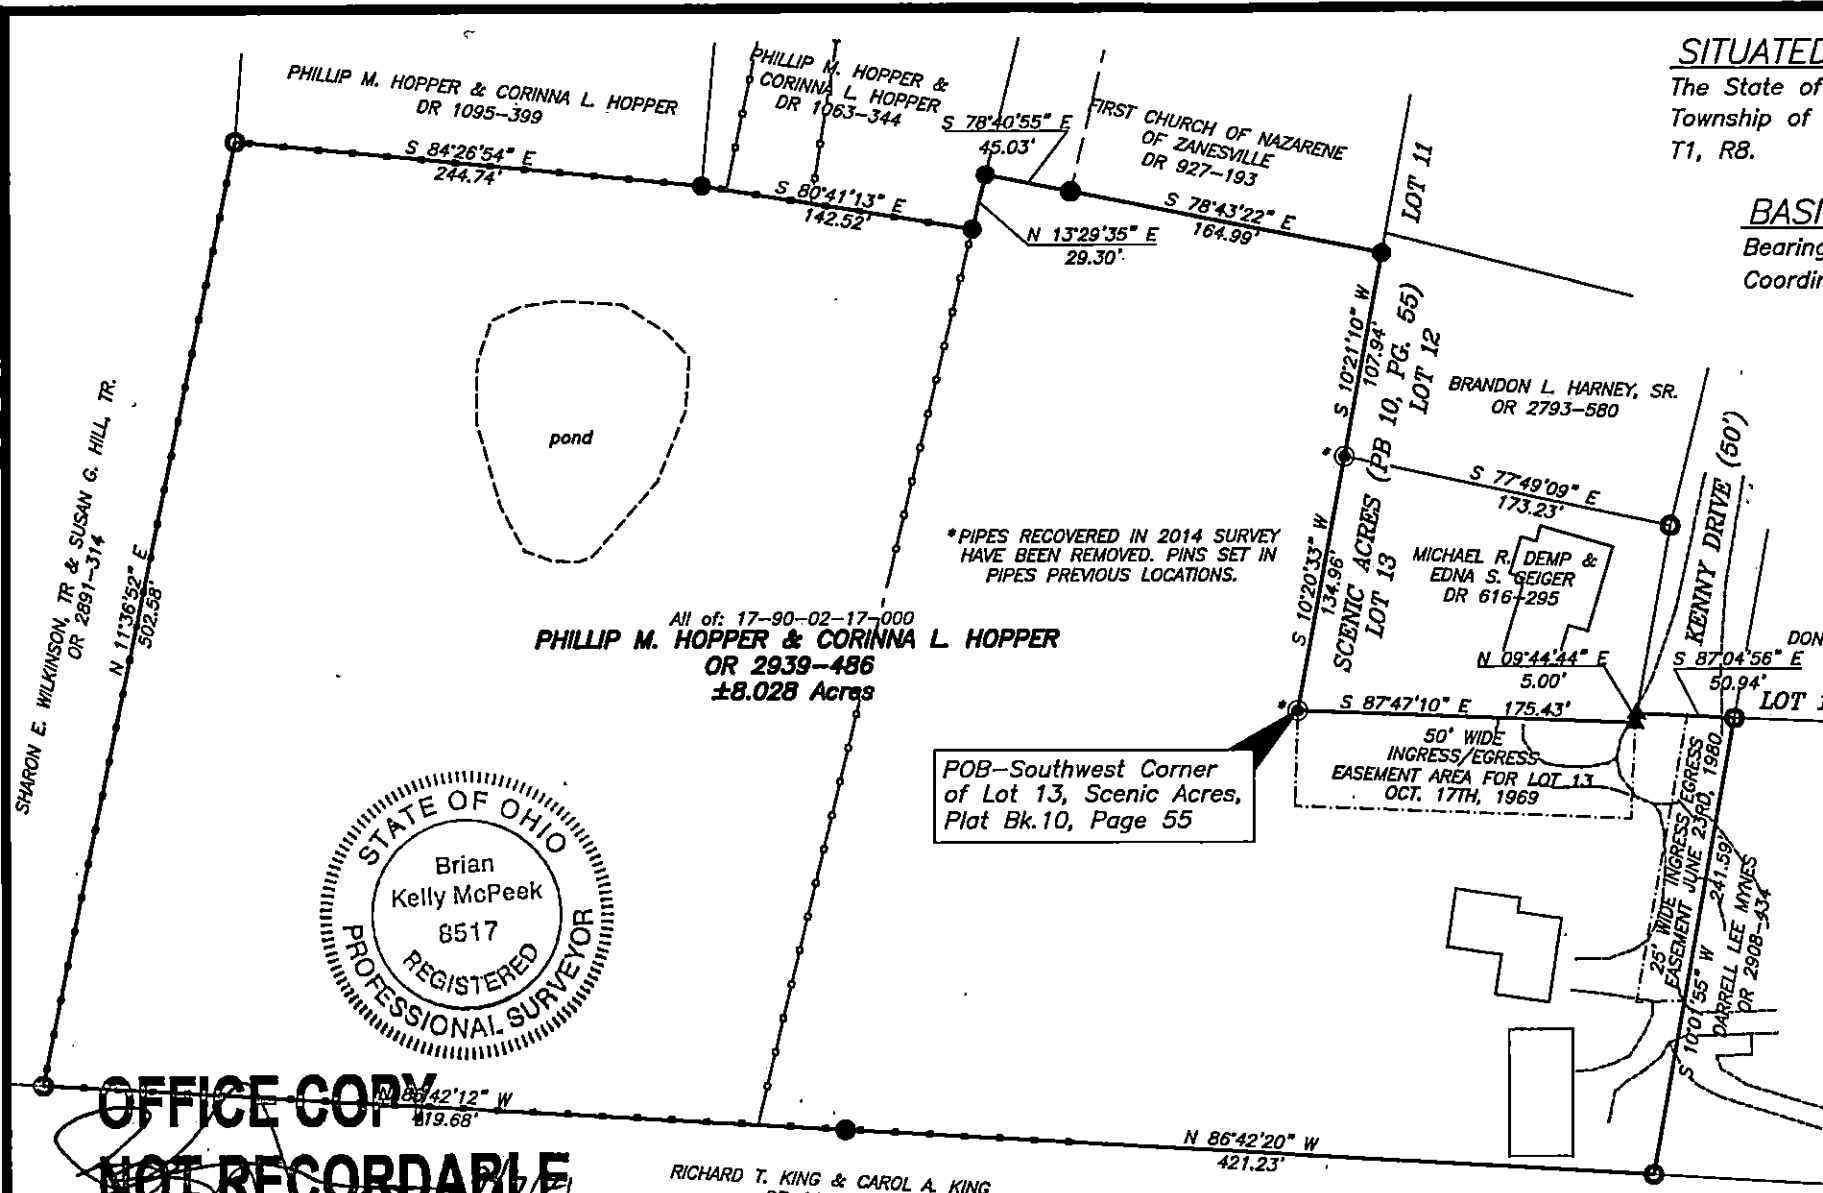 SITUATED
The State of
Township of
T1, R8.
BASI
Bearing
Coordin
PHILLIP M. HOPPER & CORINNA L. HOPPER
DR 1095-399
PHILLIP M. HOPPER &
CORINNA L. HOPPER
DR 1063-344
S 78°40'55" E
45.03'
FIRST CHURCH OF NAZARENE
OF ZANESVILLE
DR 927-193
LOT 11
S 84°26'54" E
244.74'
S 80°41'13" E
142.52'
N 13°29'35" E
29.30'
S 78°43'22" E
164.99'
S 10°21'10" W
107.94'
SCENIC ACRES (PB 10, PG. 55)
LOT 12
LOT 13
BRANDON L. HARNEY, SR.
OR 2793-580
S 77°49'09" E
173.23'
KENNY DRIVE (50')
pond
*PIPES RECOVERED IN 2014 SURVEY
HAVE BEEN REMOVED. PINS SET IN
PIPES PREVIOUS LOCATIONS.
*
*
S 10°20'33" W
134.96'
MICHAEL R. DEMP &
EDNA S. GEIGER
DR 616-295
SHARON E. WILKINSON, TR & SUSAN G. HILL, TR.
OR 2891-314
N 11°36'52" E
502.58'
All of: 17-90-02-17-000
PHILLIP M. HOPPER & CORINNA L. HOPPER
OR 2939-486
±8.028 Acres
N 09°44'44" E
5.00'
DON
S 87°04'56" E
50.94'
LOT 1
S 87°47'10" E 175.43'
50' WIDE
INGRESS/EGRESS
EASEMENT AREA FOR LOT 13
OCT. 17TH, 1969
POB-Southwest Corner
of Lot 13, Scenic Acres,
Plat Bk.10, Page 55
25' WIDE INGRESS/EGRESS
EASEMENT JUNE 23RD, 1980
S 10°01'55" W 241.59'
DARRELL LEE MYNES
OR 2908-434
STATE OF OHIO
Brian
Kelly McPeek
8517
REGISTERED
PROFESSIONAL SURVEYOR
OFFICE COPY
N 86°42'12" W
419.68'
N 86°42'20" W
421.23'
NOT RECORDABLE
RICHARD T. KING & CAROL A. KING